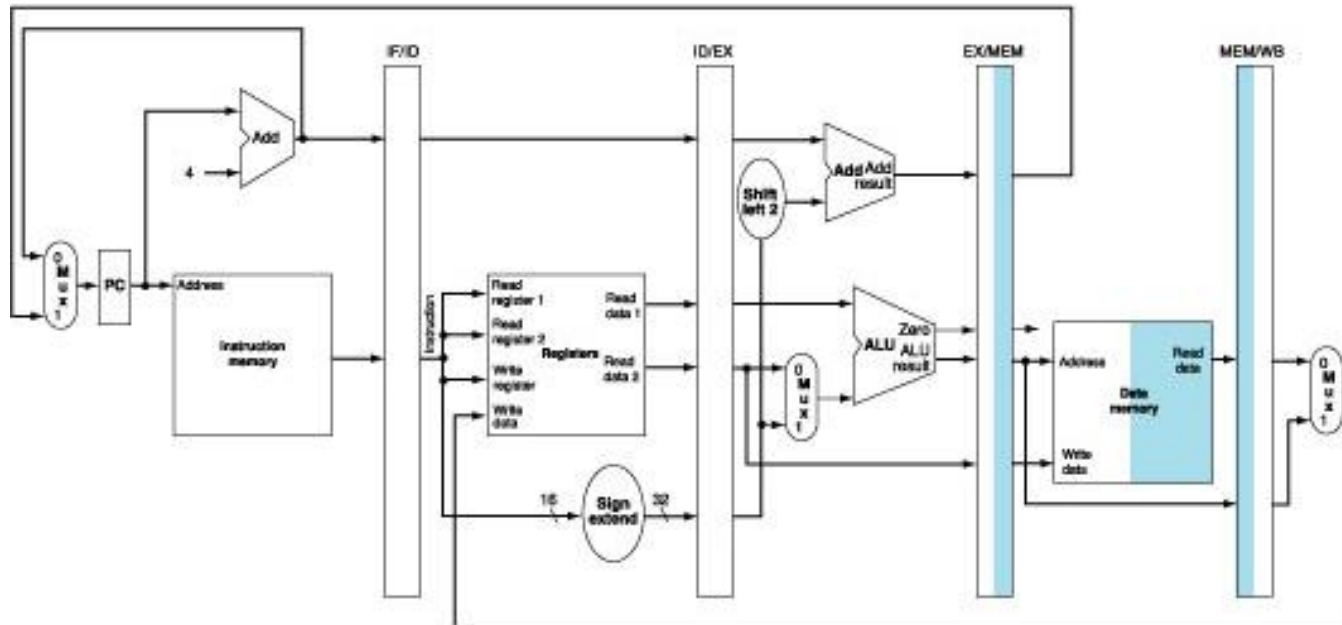 IF/ID
ID/EX
EX/MEM
MEM/WB
Add
4
Shift
left 2
Add
Add
result
0
M
u
x
1
PC
Address
Instruction
memory
Instruction
Read
register 1
Read
register 2
Write
register
Write
data
Registers
Read
data 1
Read
data 2
0
M
u
x
1
ALU
Zero
ALU
result
Address
Write
data
Data
memory
Read
data
0
M
u
x
1
16
Sign
extend
32